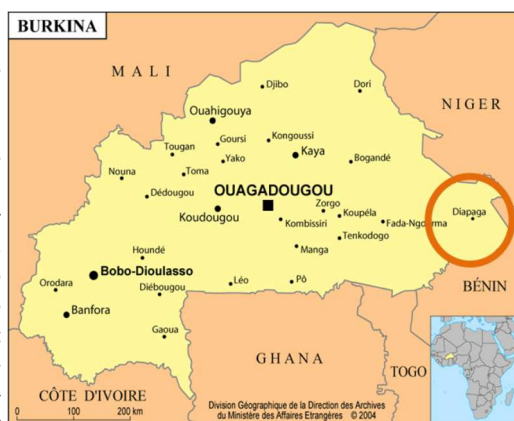 BURKINA
MALI
NIGER
Djibo
Dori
Ouahigouya
Tougan
Goursi
Kongoussi
Yako
Kaya
Bogandé
Nouna
Toma
Dédougou
OUAGADOUGOU
Koudougou
Kombissiri
Zorgo
Koupéla
Fada-Ngourma
Diapaga
Tenkodogo
Manga
Houndé
Bobo-Dioulasso
Orodara
Diébougou
Léo
Pô
BÉNIN
Banfora
Gaoua
GHANA
TOGO
CÔTE D'IVOIRE
0 100 200 km
Division Géographique de la Direction des Archives
du Ministère des Affaires Etrangères © 2004